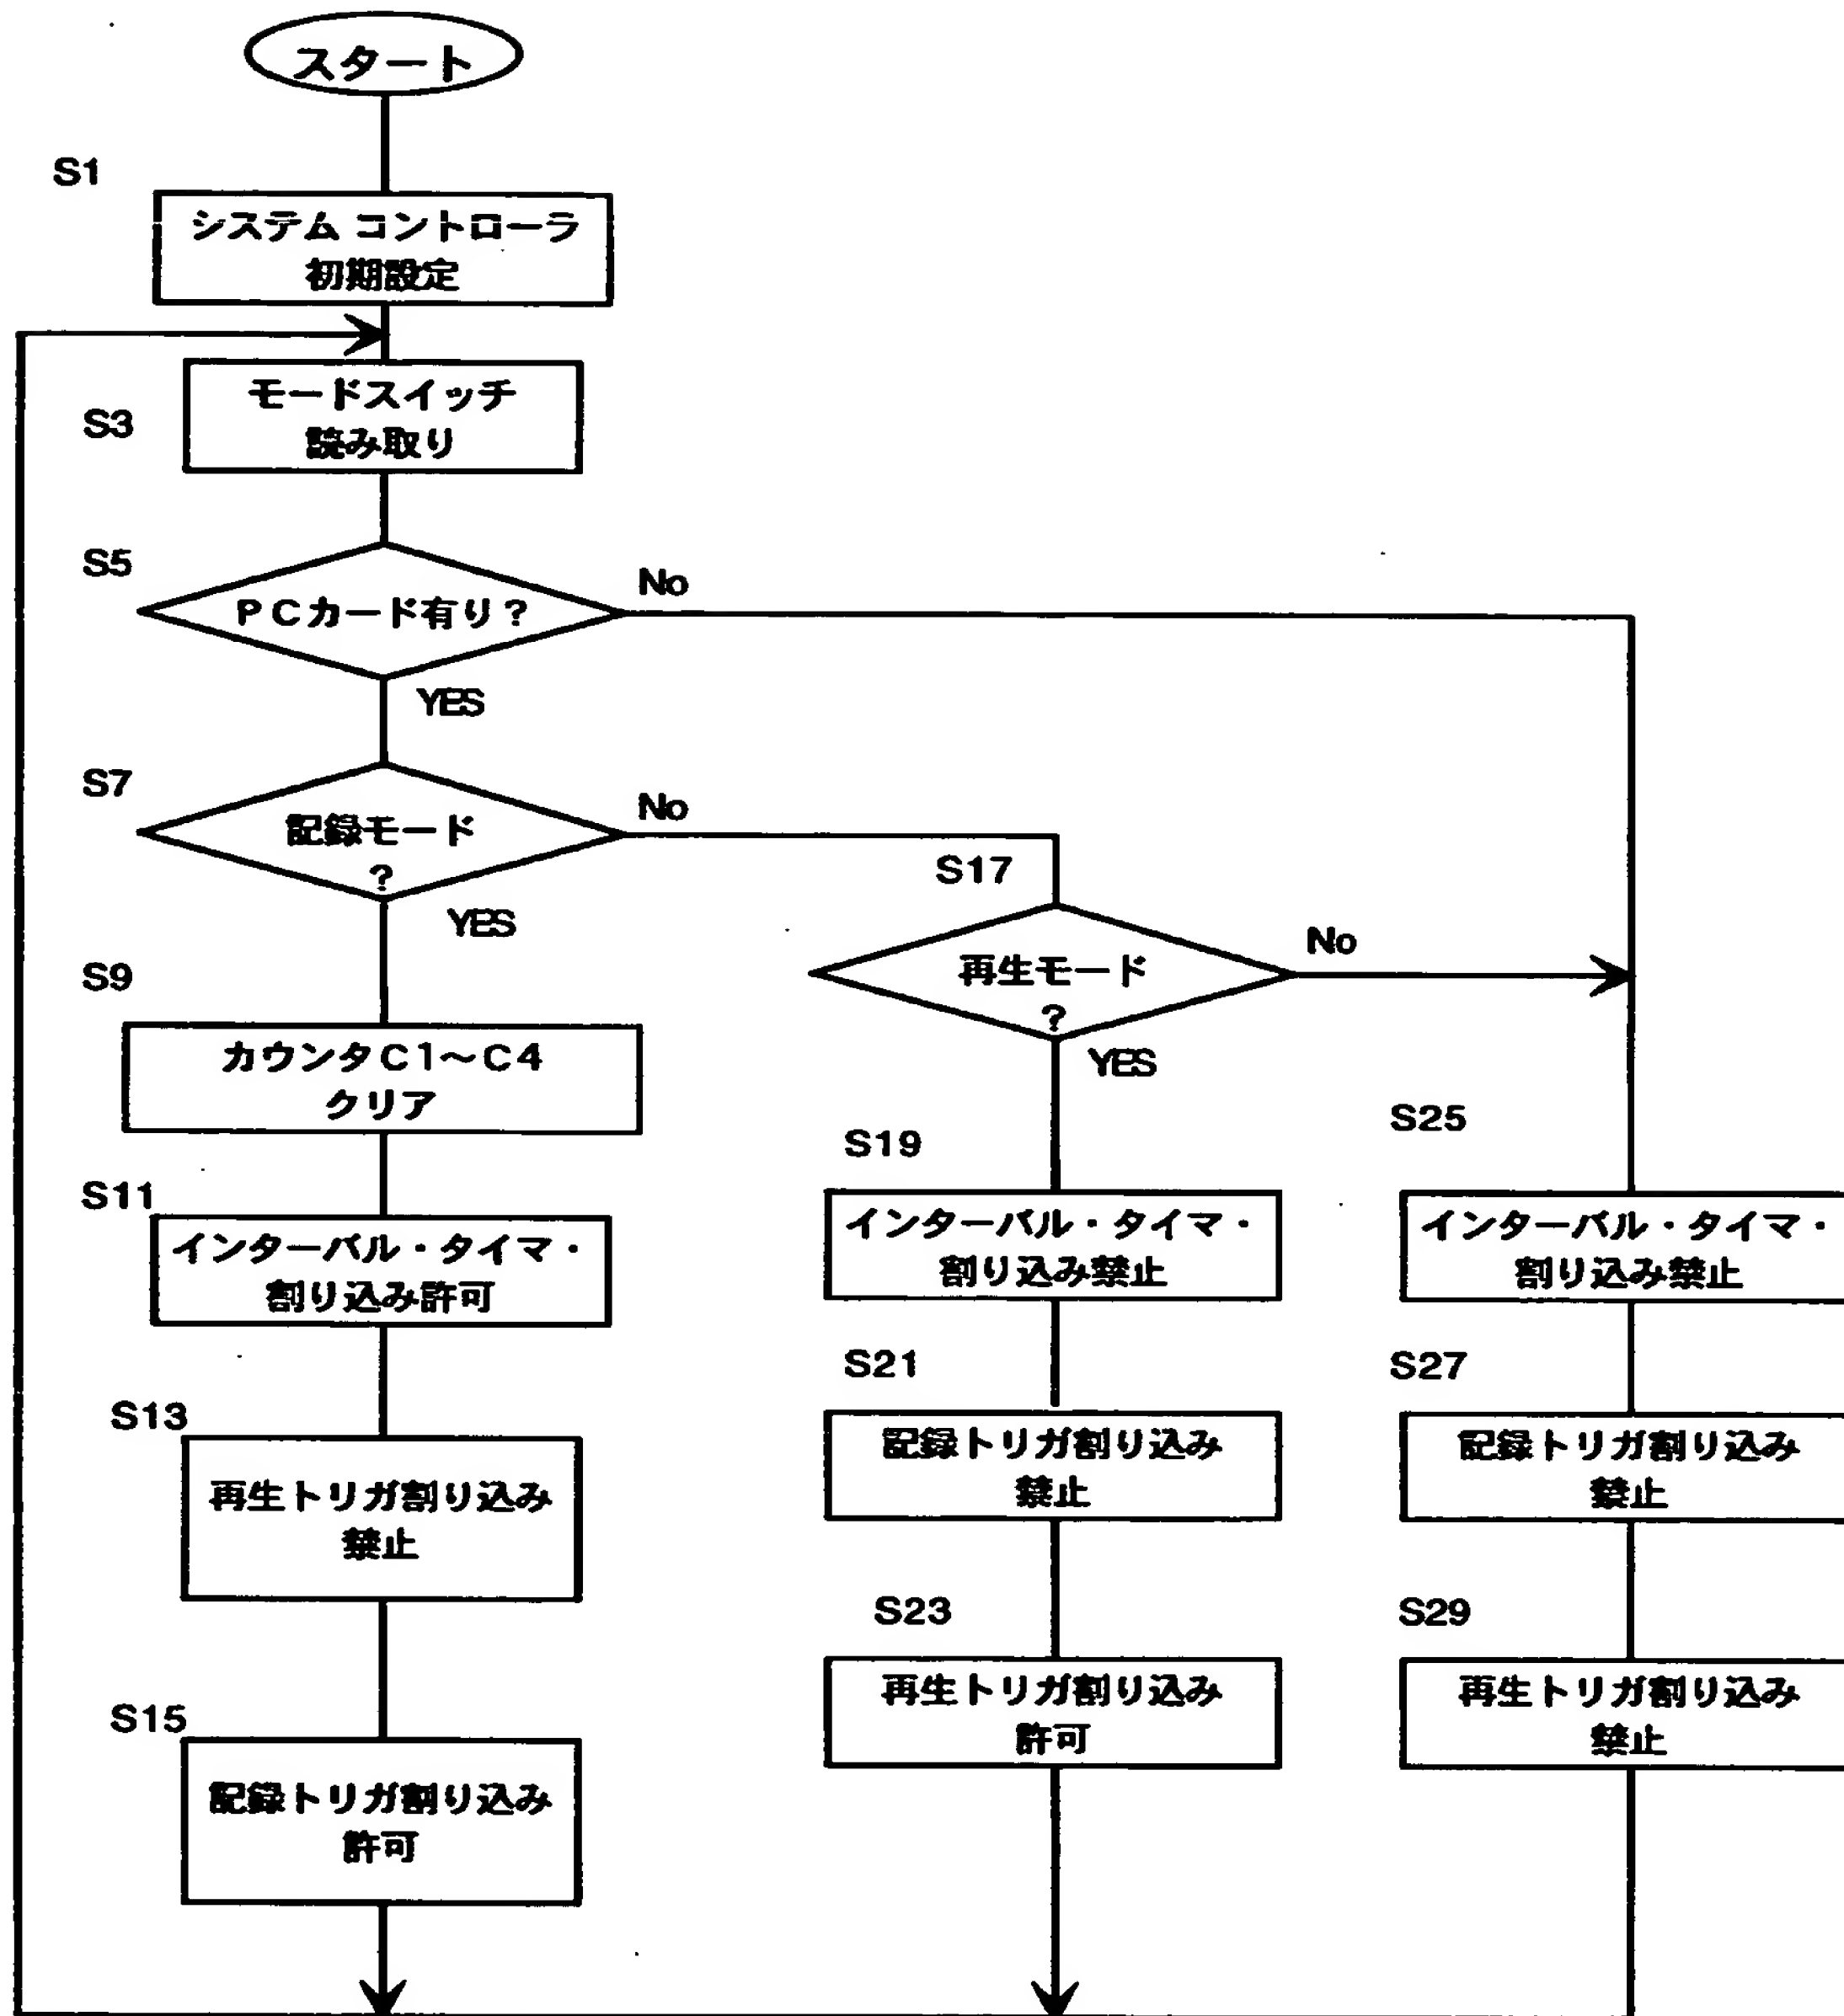 スタート
S1
システム コントローラ
初期設定
S3
モードスイッチ
読み取り
S5
PCカード有り?
No
YES
S7
記録モード
?
No
YES
S9
カウンタC1~C4
クリア
S11
インターバル・タイマ・
割り込み許可
S13
再生トリガ割り込み
禁止
S15
記録トリガ割り込み
許可
S17
再生モード
?
No
YES
S19
インターバル・タイマ・
割り込み禁止
S21
記録トリガ割り込み
禁止
S23
再生トリガ割り込み
許可
S25
インターバル・タイマ・
割り込み禁止
S27
記録トリガ割り込み
禁止
S29
再生トリガ割り込み
禁止